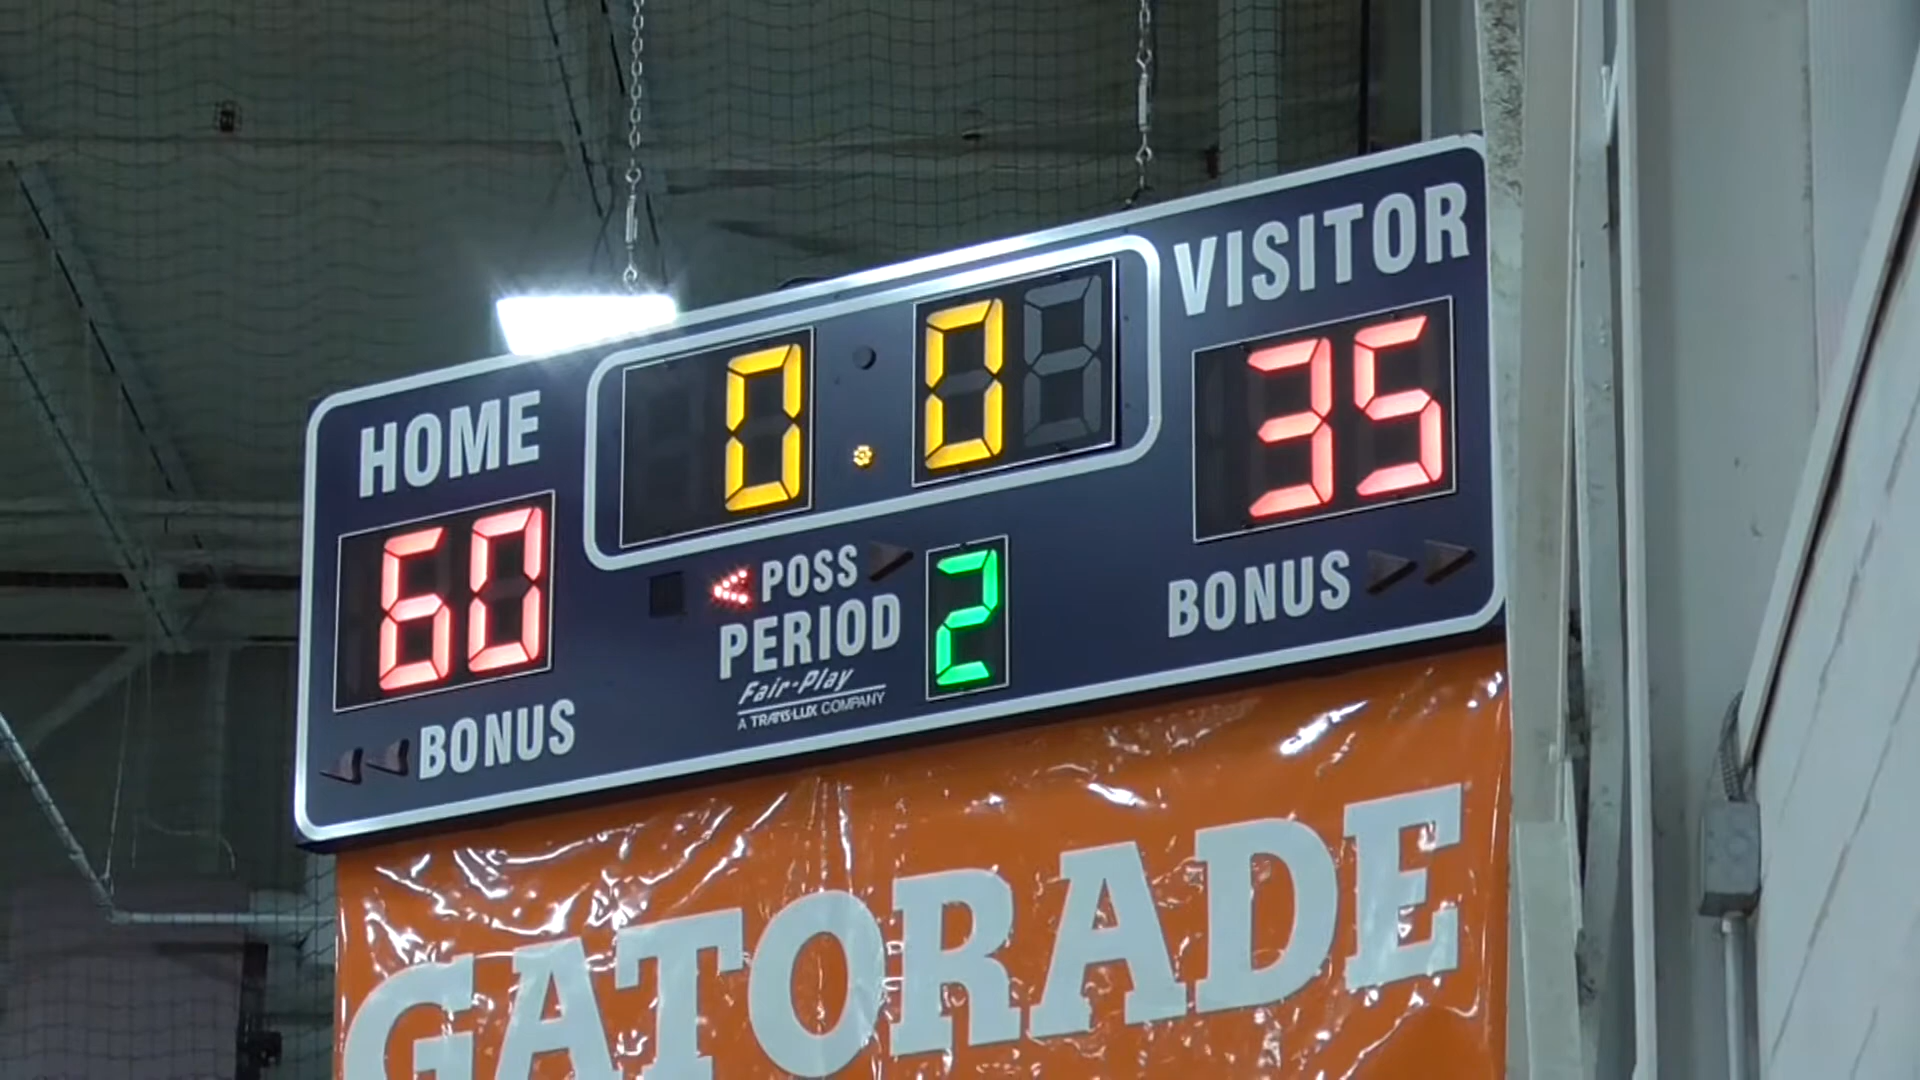 HOME
0.0
VISITOR
60
35
POSS
PERIOD
2
Fair-Play
A TRANS-LUX COMPANY
BONUS
BONUS
GATORADE